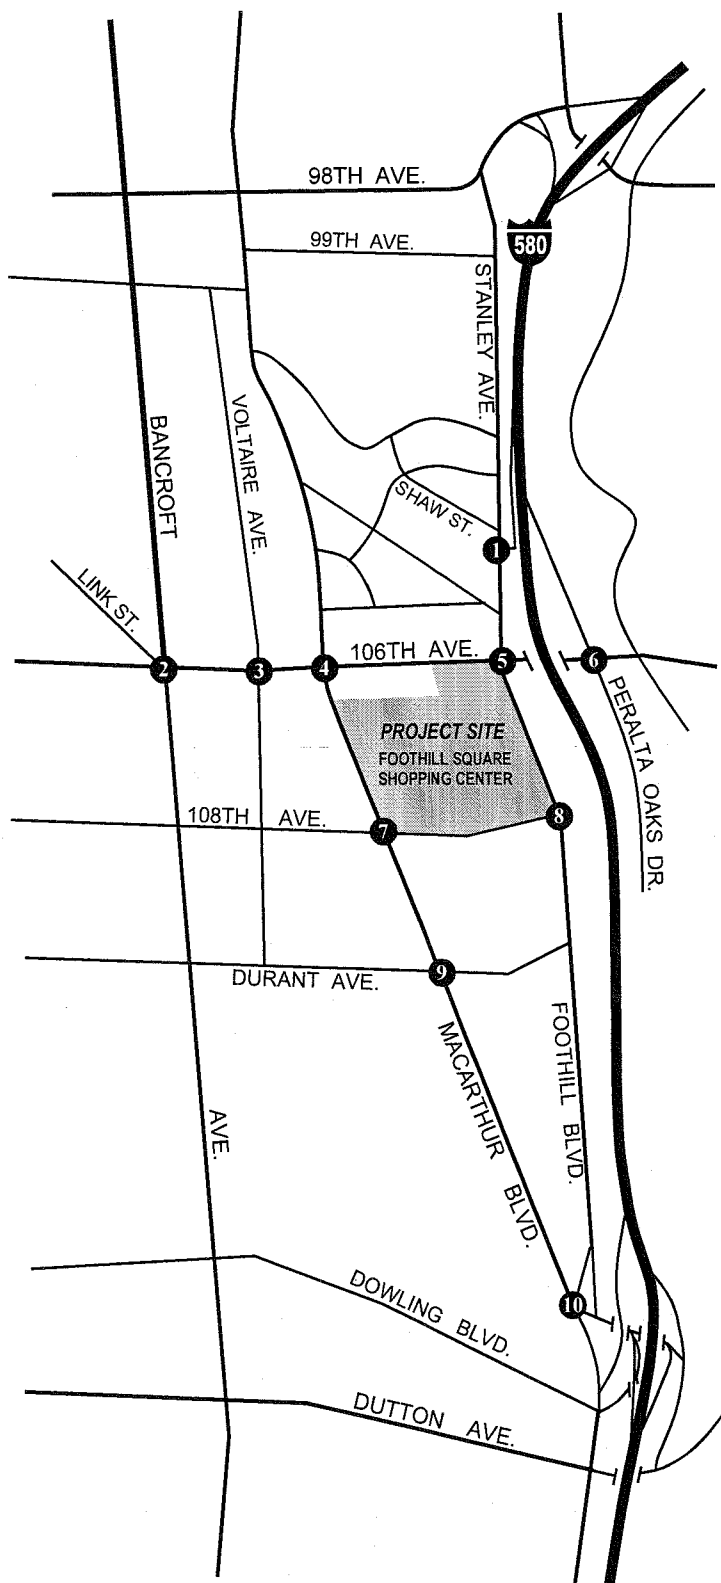 98TH AVE.
99TH AVE.
580
STANLEY AVE.
VOLTAIRE AVE.
BANCROFT
SHAW ST.
1
LINK ST.
106TH AVE.
2
3
4
5
6
PROJECT SITE
FOOTHILL SQUARE
SHOPPING CENTER
PERALTA OAKS DR.
108TH AVE.
7
8
DURANT AVE.
9
MACARTHUR BLVD.
FOOTHILL BLVD.
AVE.
10
DOWLING BLVD.
DUTTON AVE.